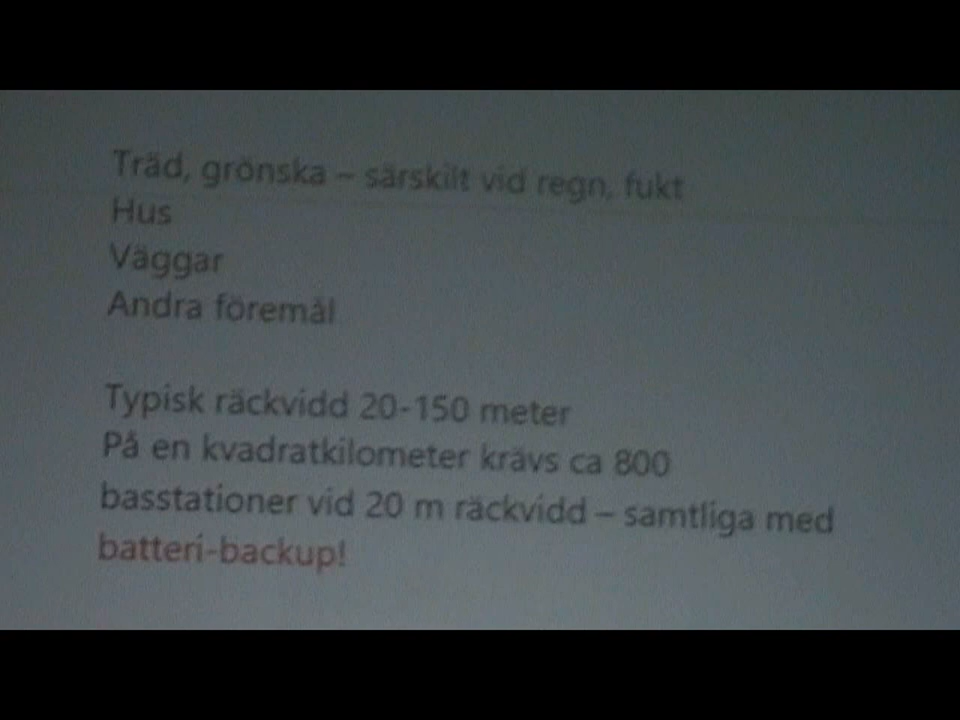 Träd, grönska – särskilt vid regn, fukt
Hus
Väggar
Andra föremål
Typisk räckvidd 20-150 meter
På en kvadratkilometer krävs ca 800
basstationer vid 20 m räckvidd – samtliga med
batteri-backup!